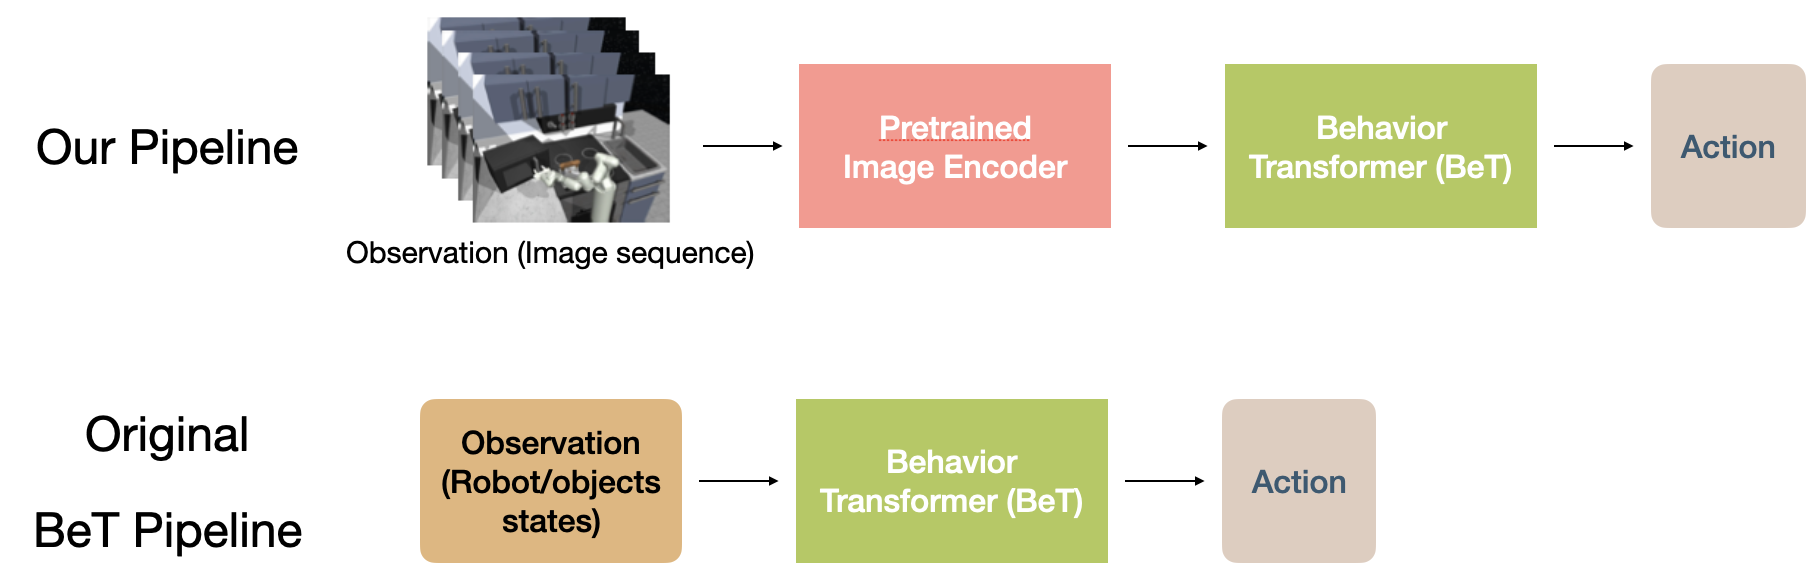 Our Pipeline
Pretrained
Image Encoder
Behavior
Transformer (BeT)
Action
Observation (Image sequence)
Original
BeT Pipeline
Observation
(Robot/objects
states)
Behavior
Transformer (BeT)
Action